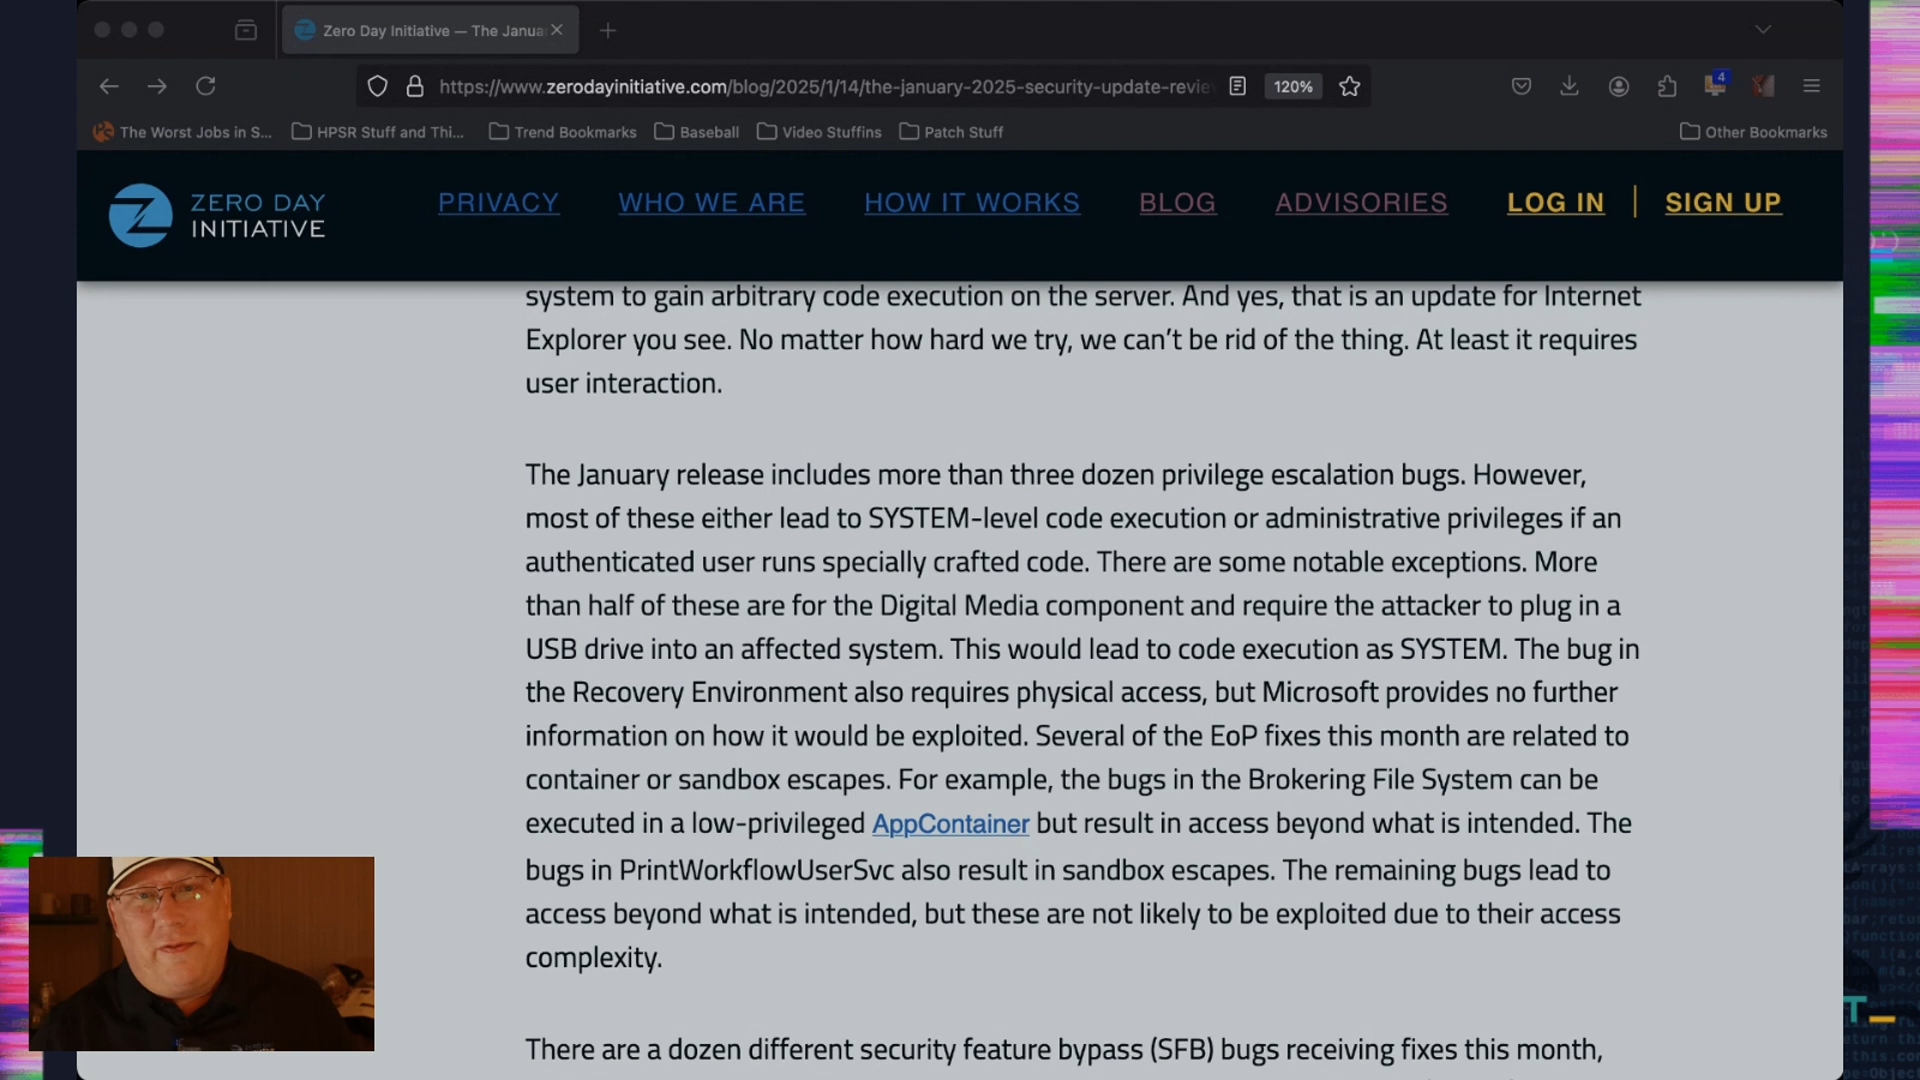 Zero Day Initiative — The Janua
https://www.zerodayinitiative.com/blog/2025/1/14/the-january-2025-security-update-revie
120%
4
The Worst Jobs in S...
HPSR Stuff and Thi...
Trend Bookmarks
Baseball
Video Stuffins
Patch Stuff
Other Bookmarks
ZERO DAY
INITIATIVE
PRIVACY
WHO WE ARE
HOW IT WORKS
BLOG
ADVISORIES
LOG IN
SIGN UP
system to gain arbitrary code execution on the server. And yes, that is an update for Internet
Explorer you see. No matter how hard we try, we can’t be rid of the thing. At least it requires
user interaction.
The January release includes more than three dozen privilege escalation bugs. However,
most of these either lead to SYSTEM-level code execution or administrative privileges if an
authenticated user runs specially crafted code. There are some notable exceptions. More
than half of these are for the Digital Media component and require the attacker to plug in a
USB drive into an affected system. This would lead to code execution as SYSTEM. The bug in
the Recovery Environment also requires physical access, but Microsoft provides no further
information on how it would be exploited. Several of the EoP fixes this month are related to
container or sandbox escapes. For example, the bugs in the Brokering File System can be
executed in a low-privileged AppContainer but result in access beyond what is intended. The
bugs in PrintWorkflowUserSvc also result in sandbox escapes. The remaining bugs lead to
access beyond what is intended, but these are not likely to be exploited due to their access
complexity.
There are a dozen different security feature bypass (SFB) bugs receiving fixes this month,
T_